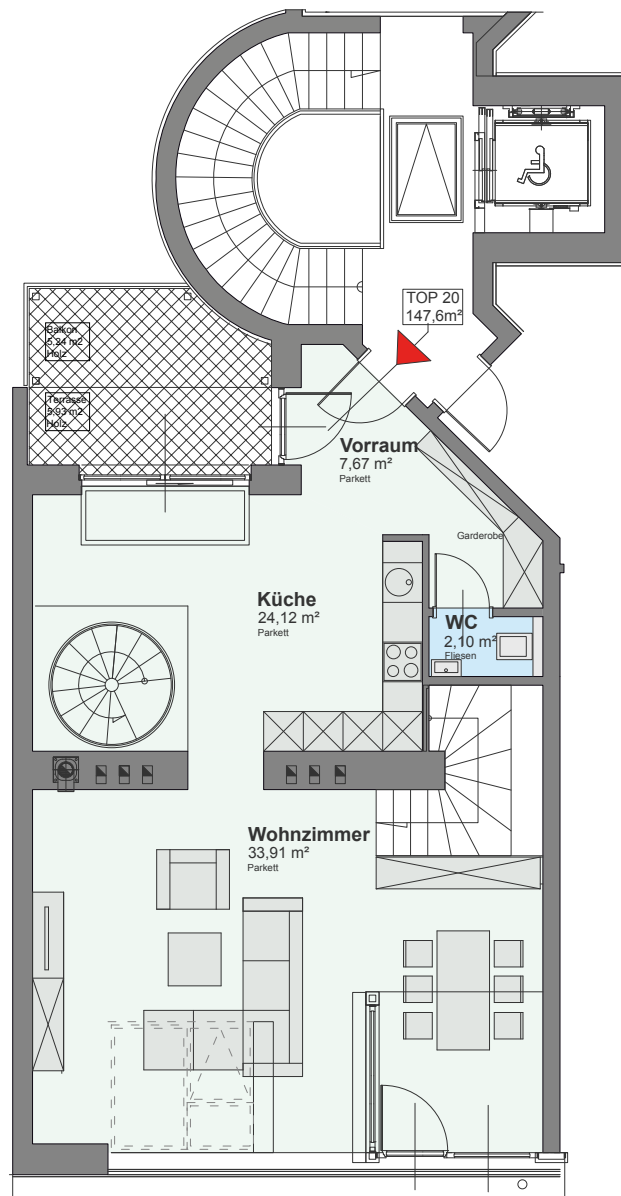 TOP 20
147,6m²
Balkon
5.24 m2
Holz
Terrasse
5.93 m2
Holz
Vorraum
7,67 m²
Parkett
Garderobe
Küche
24,12 m²
Parkett
WC
2,10 m²
Fliesen
Wohnzimmer
33,91 m²
Parkett